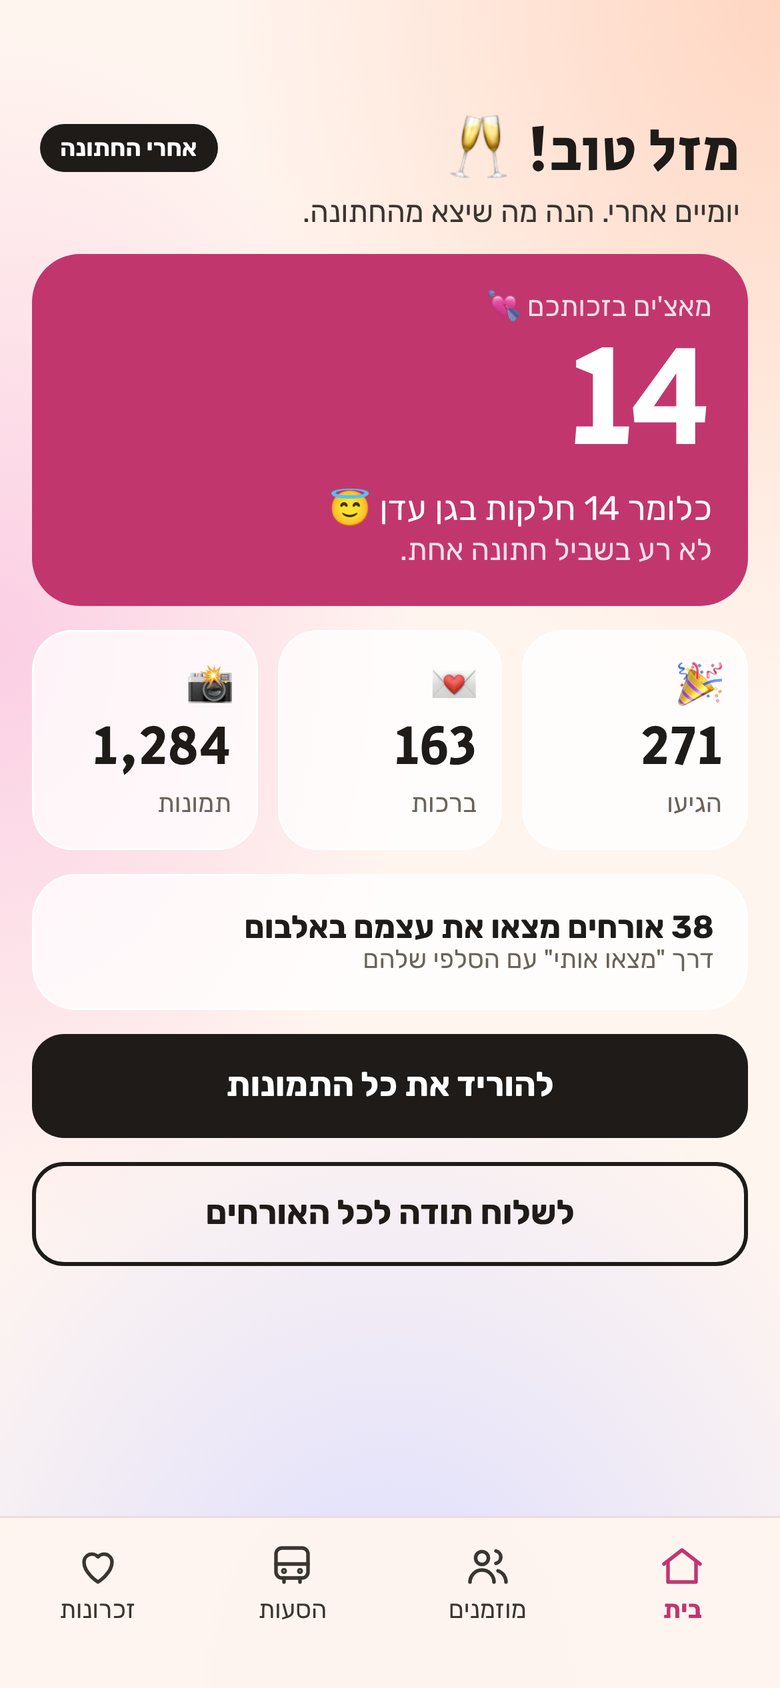 מזל טוב! 🥂
אחרי החתונה
יומיים אחרי. הנה מה שיצא מהחתונה.
מאצ'ים בזכותכם 💘
14
כלומר 14 חלקות בגן עדן 😇
לא רע בשביל חתונה אחת.
🎉
271
הגיעו
💌
163
ברכות
📸
1,284
תמונות
38 אורחים מצאו את עצמם באלבום
דרך "מצאו אותי" עם הסלפי שלהם
להוריד את כל התמונות
לשלוח תודה לכל האורחים
בית
מוזמנים
הסעות
זכרונות